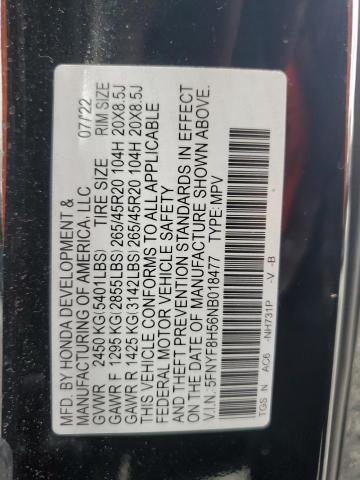 MFD. BY HONDA DEVELOPMENT &
MANUFACTURING OF AMERICA, LLC 07/22
GVWR 2450 KG(5401LBS) TIRE SIZE RIM SIZE
GAWR F 1295 KG(2855LBS)265/45R20 104H 20X8.5J
GAWR R 1425 KG(3142LBS)265/45R20 104H 20X8.5J
THIS VEHICLE CONFORMS TO ALL APPLICABLE
FEDERAL MOTOR VEHICLE SAFETY
AND THEFT PREVENTION STANDARDS IN EFFECT
ON THE DATE OF MANUFACTURE SHOWN ABOVE.
V.I.N. 5FNYF8H56NB018477 TYPE:MPV
TGS N AC6 -NH731P -V -B